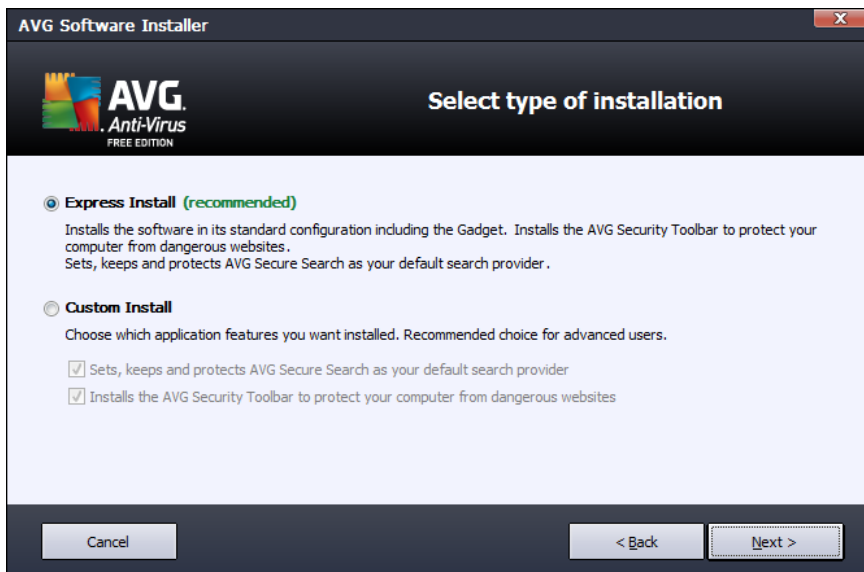 AVG Software Installer
AVG.
Anti-Virus
FREE EDITION
Select type of installation
Express Install (recommended)
Installs the software in its standard configuration including the Gadget. Installs the AVG Security Toolbar to protect your
computer from dangerous websites.
Sets, keeps and protects AVG Secure Search as your default search provider.
Custom Install
Choose which application features you want installed. Recommended choice for advanced users.
Sets, keeps and protects AVG Secure Search as your default search provider
Installs the AVG Security Toolbar to protect your computer from dangerous websites
Cancel
< Back
Next >